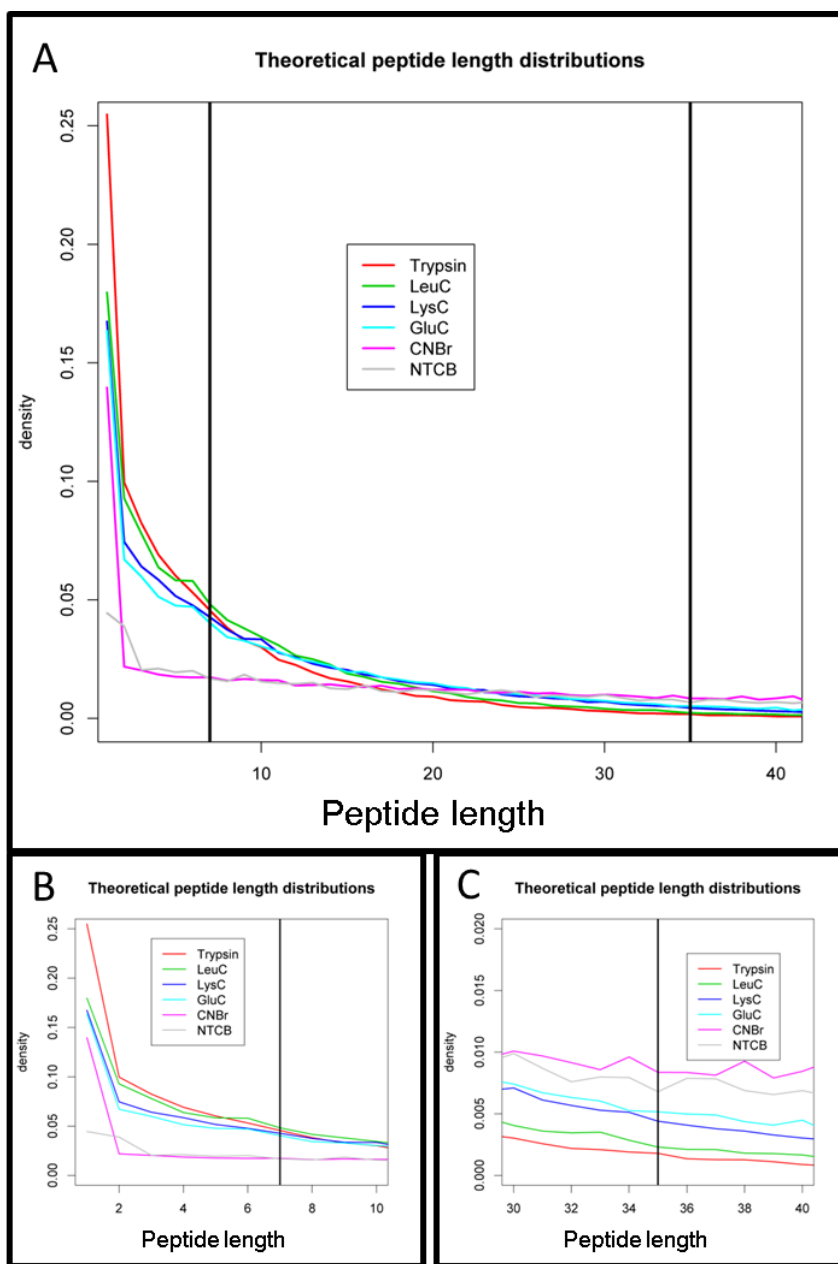 A
Theoretical peptide length distributions
density
0.25
0.20
0.15
0.10
0.05
0.00
Trypsin
LeuC
LysC
GluC
CNBr
NTCB
10
20
30
40
Peptide length
B
Theoretical peptide length distributions
density
0.25
0.20
0.15
0.10
0.05
0.00
Trypsin
LeuC
LysC
GluC
CNBr
NTCB
2
4
6
8
10
Peptide length
C
Theoretical peptide length distributions
density
0.020
0.015
0.010
0.005
0.000
Trypsin
LeuC
LysC
GluC
CNBr
NTCB
30
32
34
36
38
40
Peptide length